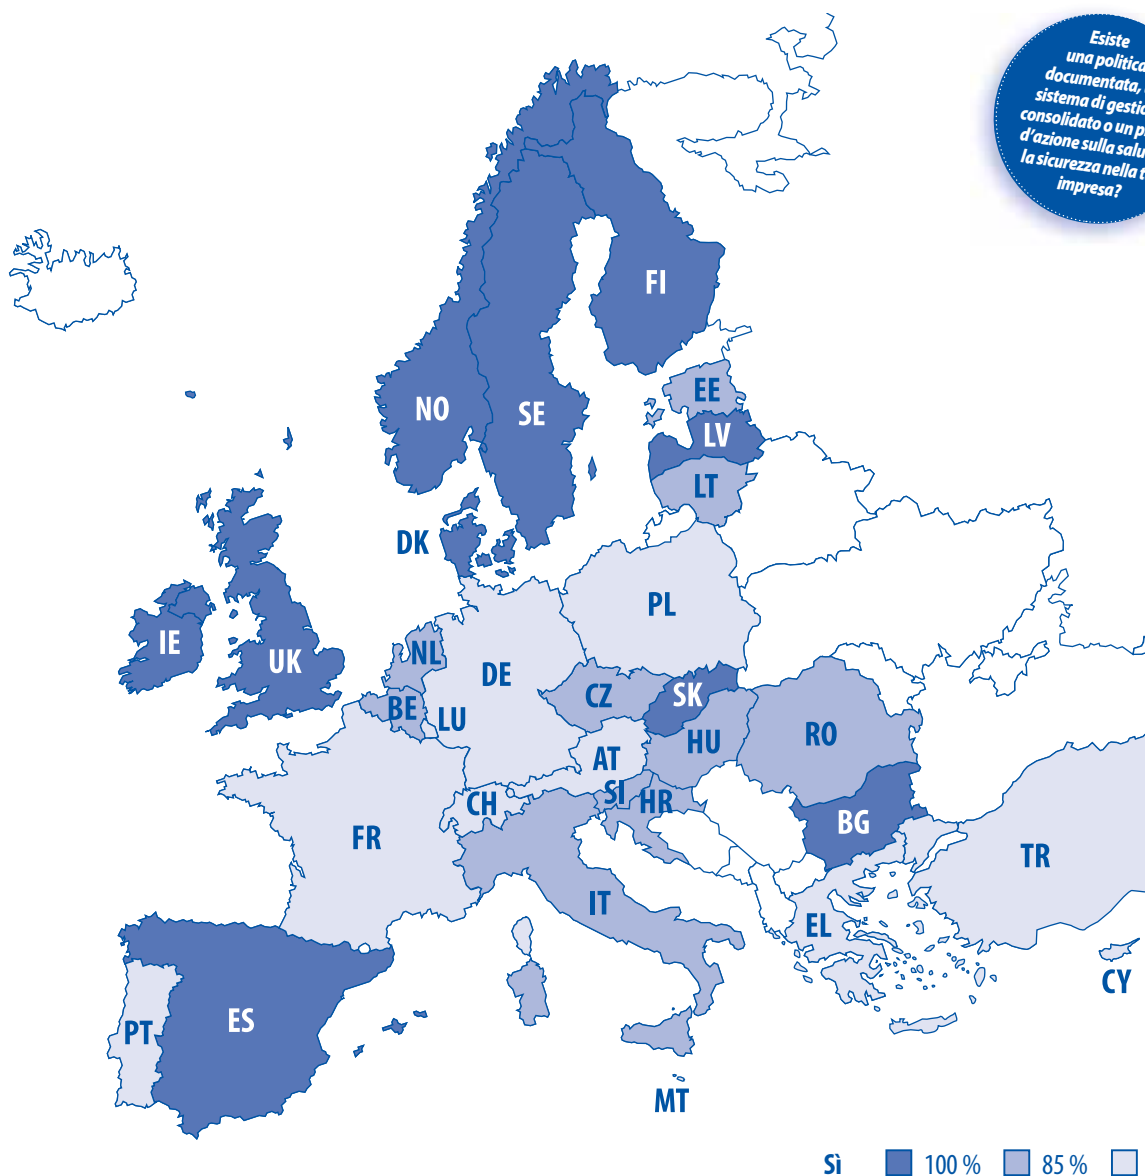 Esiste
una politica
documentata,
sistema di gestio
consolidato o un p
d'azione sulla salu
la sicurezza nella t
impresa?
FI
NO
SE
EE
LV
LT
DK
IE
UK
NL
BE
LU
DE
PL
CZ
SK
AT
HU
RO
CH
SI
HR
FR
BG
IT
TR
EL
CY
PT
ES
MT
Sì 100 % 85 %